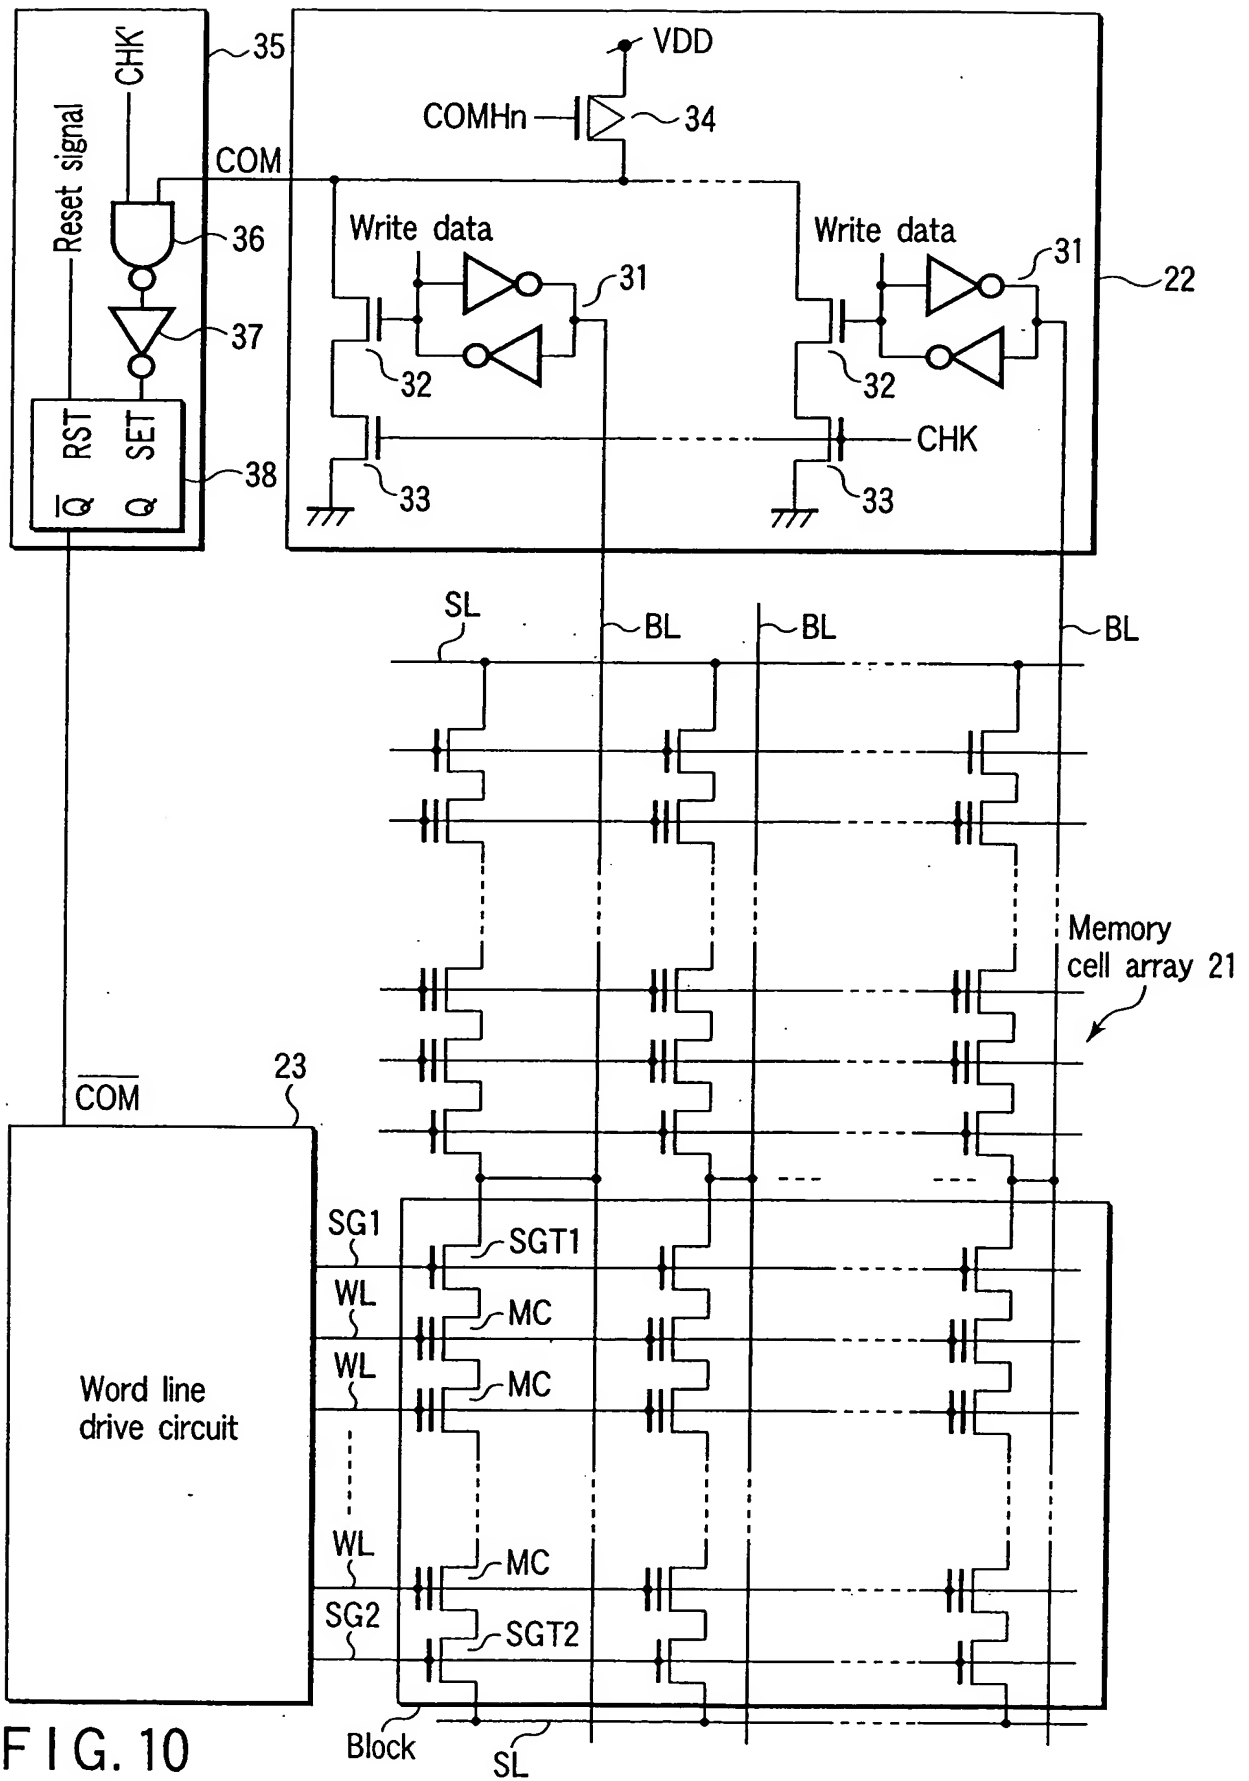 CHK'
35
VDD
COMHn
34
Reset signal
COM
36
Write data
Write data
31
31
22
37
32
32
RST
SET
CHK
38
Q
Q
33
33
SL
BL
BL
BL
Memory
cell array 21
23
COM
SG1
SGT1
WL
MC
WL
MC
Word line
drive circuit
WL
MC
SG2
SGT2
Block
SL
FIG. 10